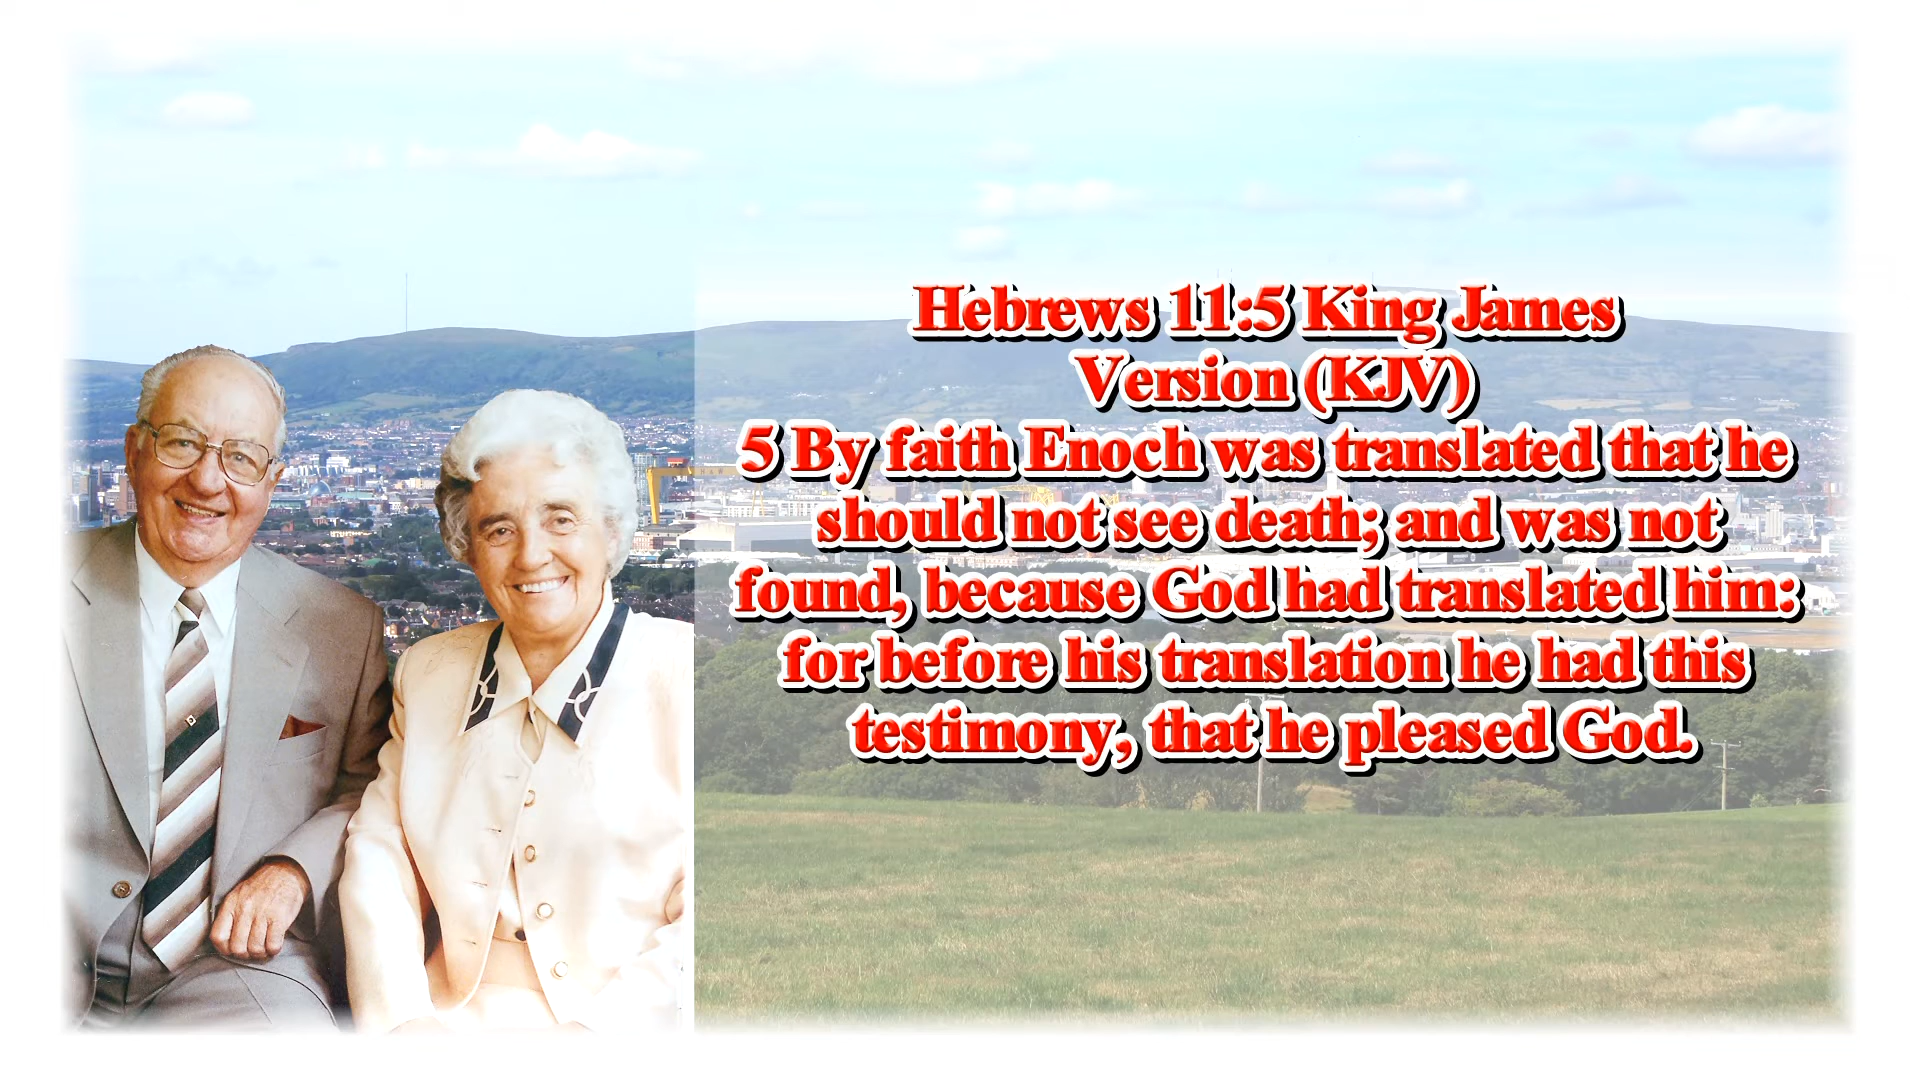 Hebrews 11:5 King James
Version (KJV)
5 By faith Enoch was translated that he
should not see death; and was not
found, because God had translated him:
for before his translation he had this
testimony, that he pleased God.